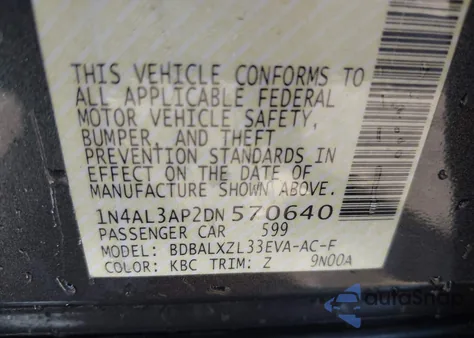 THIS VEHICLE CONFORMS TO
ALL APPLICABLE FEDERAL
MOTOR VEHICLE SAFETY,
BUMPER, AND THEFT
PREVENTION STANDARDS IN
EFFECT ON THE DATE OF
MANUFACTURE SHOWN ABOVE.
1N4AL3AP2DN570640
PASSENGER CAR 599
MODEL: BDBALXZL33EVA-AC-F
COLOR: KBC TRIM: Z 9N00A
autoSnap